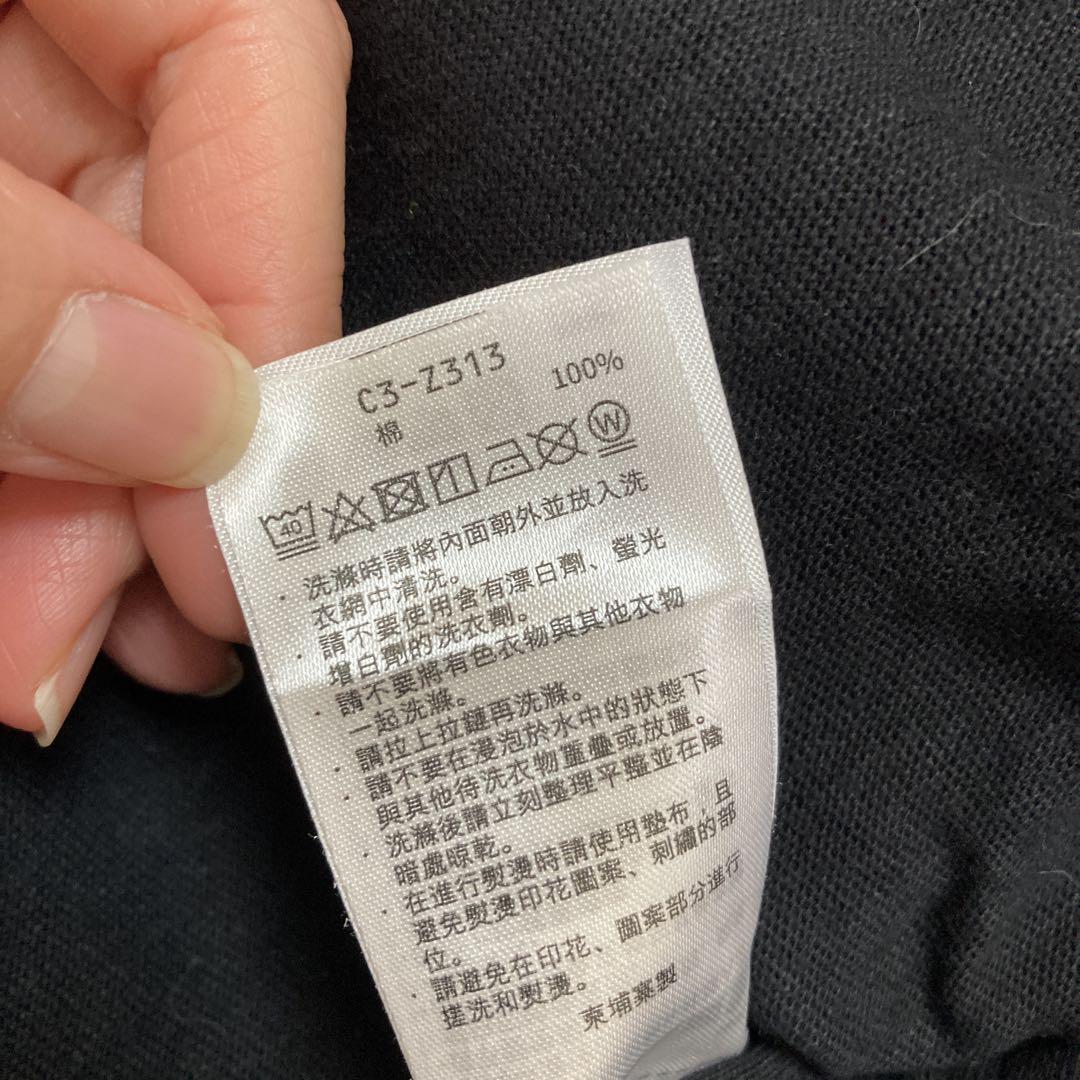 C3-Z313
棉 100%
40 W
· 洗滌時請將內面朝外並放入洗
衣網中清洗。
· 請不要使用含有漂白劑、螢光
增白劑的洗衣劑。
· 請不要將有色衣物與其他衣物
一起洗滌。
· 請拉上拉鏈再洗滌。
· 請不要在浸泡於水中的狀態下
與其他待洗衣物重疊或放置。
· 洗滌後請立刻整理平整並在陰
暗處晾乾。
· 在進行熨燙時請使用墊布,且
避免熨燙印花圖案、刺繡的部
位。
· 請避免在印花、圖案部分進行
搓洗和熨燙。
柬埔寨製